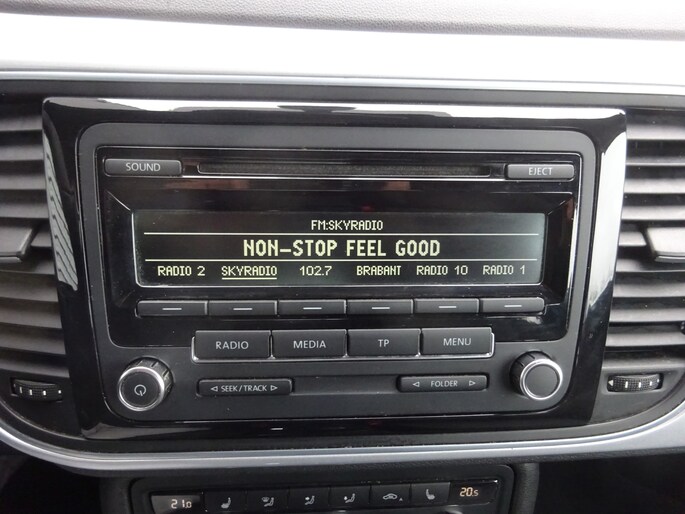 SOUND
EJECT
FM:SKYRADIO
NON-STOP FEEL GOOD
RADIO 2 SKYRADIO 102.7 BRABANT RADIO 10 RADIO 1
RADIO MEDIA TP MENU
SEEK/TRACK FOLDER
21.0 20.5